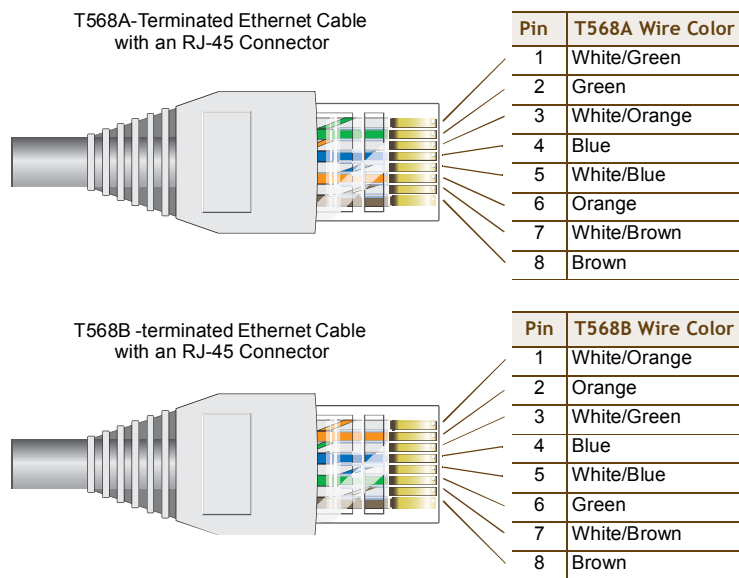 T568A-Terminated Ethernet Cable
with an RJ-45 Connector
Pin T568A Wire Color
1 White/Green
2 Green
3 White/Orange
4 Blue
5 White/Blue
6 Orange
7 White/Brown
8 Brown
T568B -terminated Ethernet Cable
with an RJ-45 Connector
Pin T568B Wire Color
1 White/Orange
2 Orange
3 White/Green
4 Blue
5 White/Blue
6 Green
7 White/Brown
8 Brown